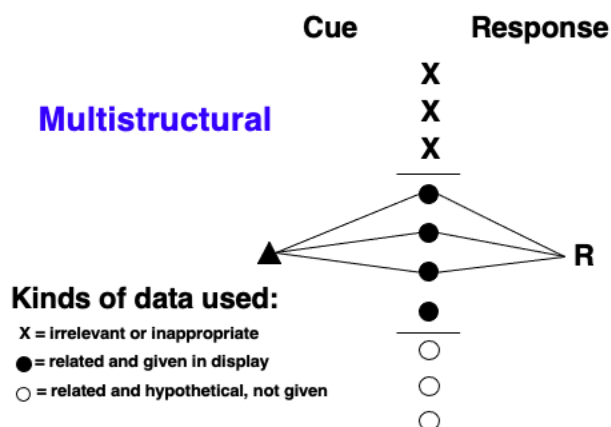 Cue Response
X
X
Multistructural
X
R
Kinds of data used:
X = irrelevant or inappropriate
= related and given in display
= related and hypothetical, not given